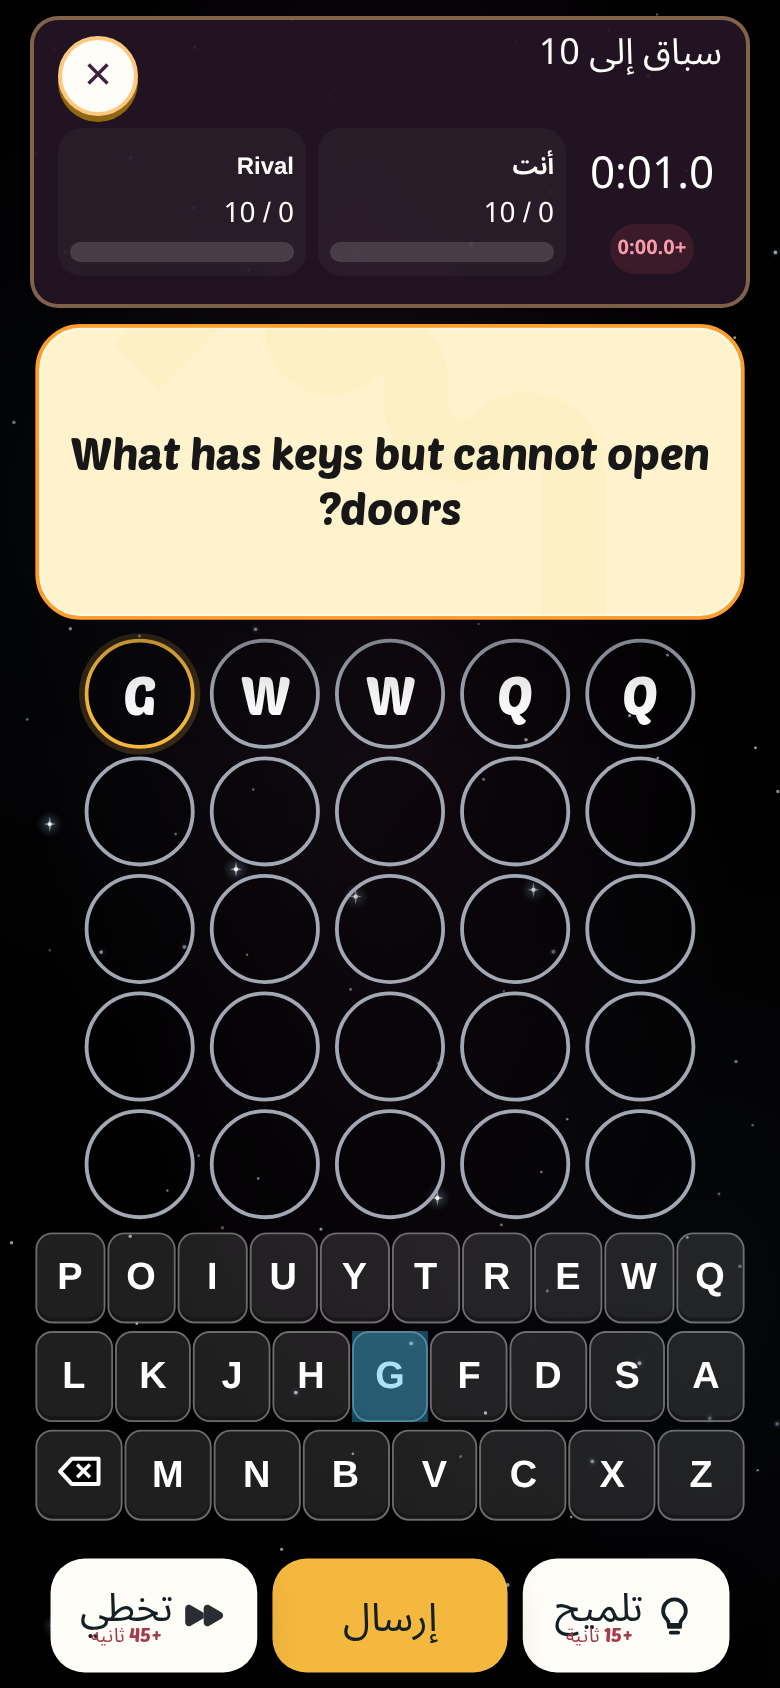 سباق إلى 10
0:01.0
أنت
Rival
10 / 0
10 / 0
0:00.0+
What has keys but cannot open
?doors
G W W Q Q
P O I U Y T R E W Q
L K J H G F D S A
M N B V C X Z
تلميح
+15 ثانية
إرسال
تخطي
+45 ثانية